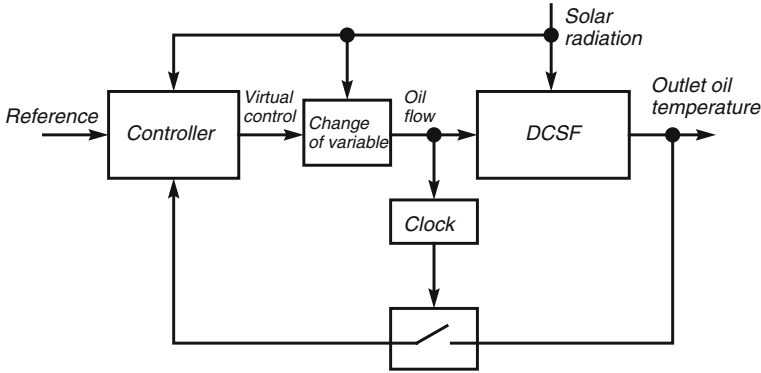 Solar
radiation
Reference
Controller
Virtual
control
Change
of variable
Oil
flow
DCSF
Outlet oil
temperature
Clock